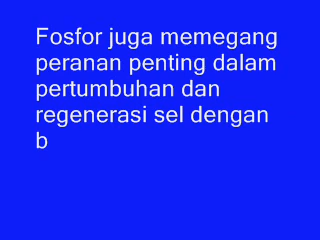 Fosfor juga memegang
peranan penting dalam
pertumbuhan dan
regenerasi sel dengan
b